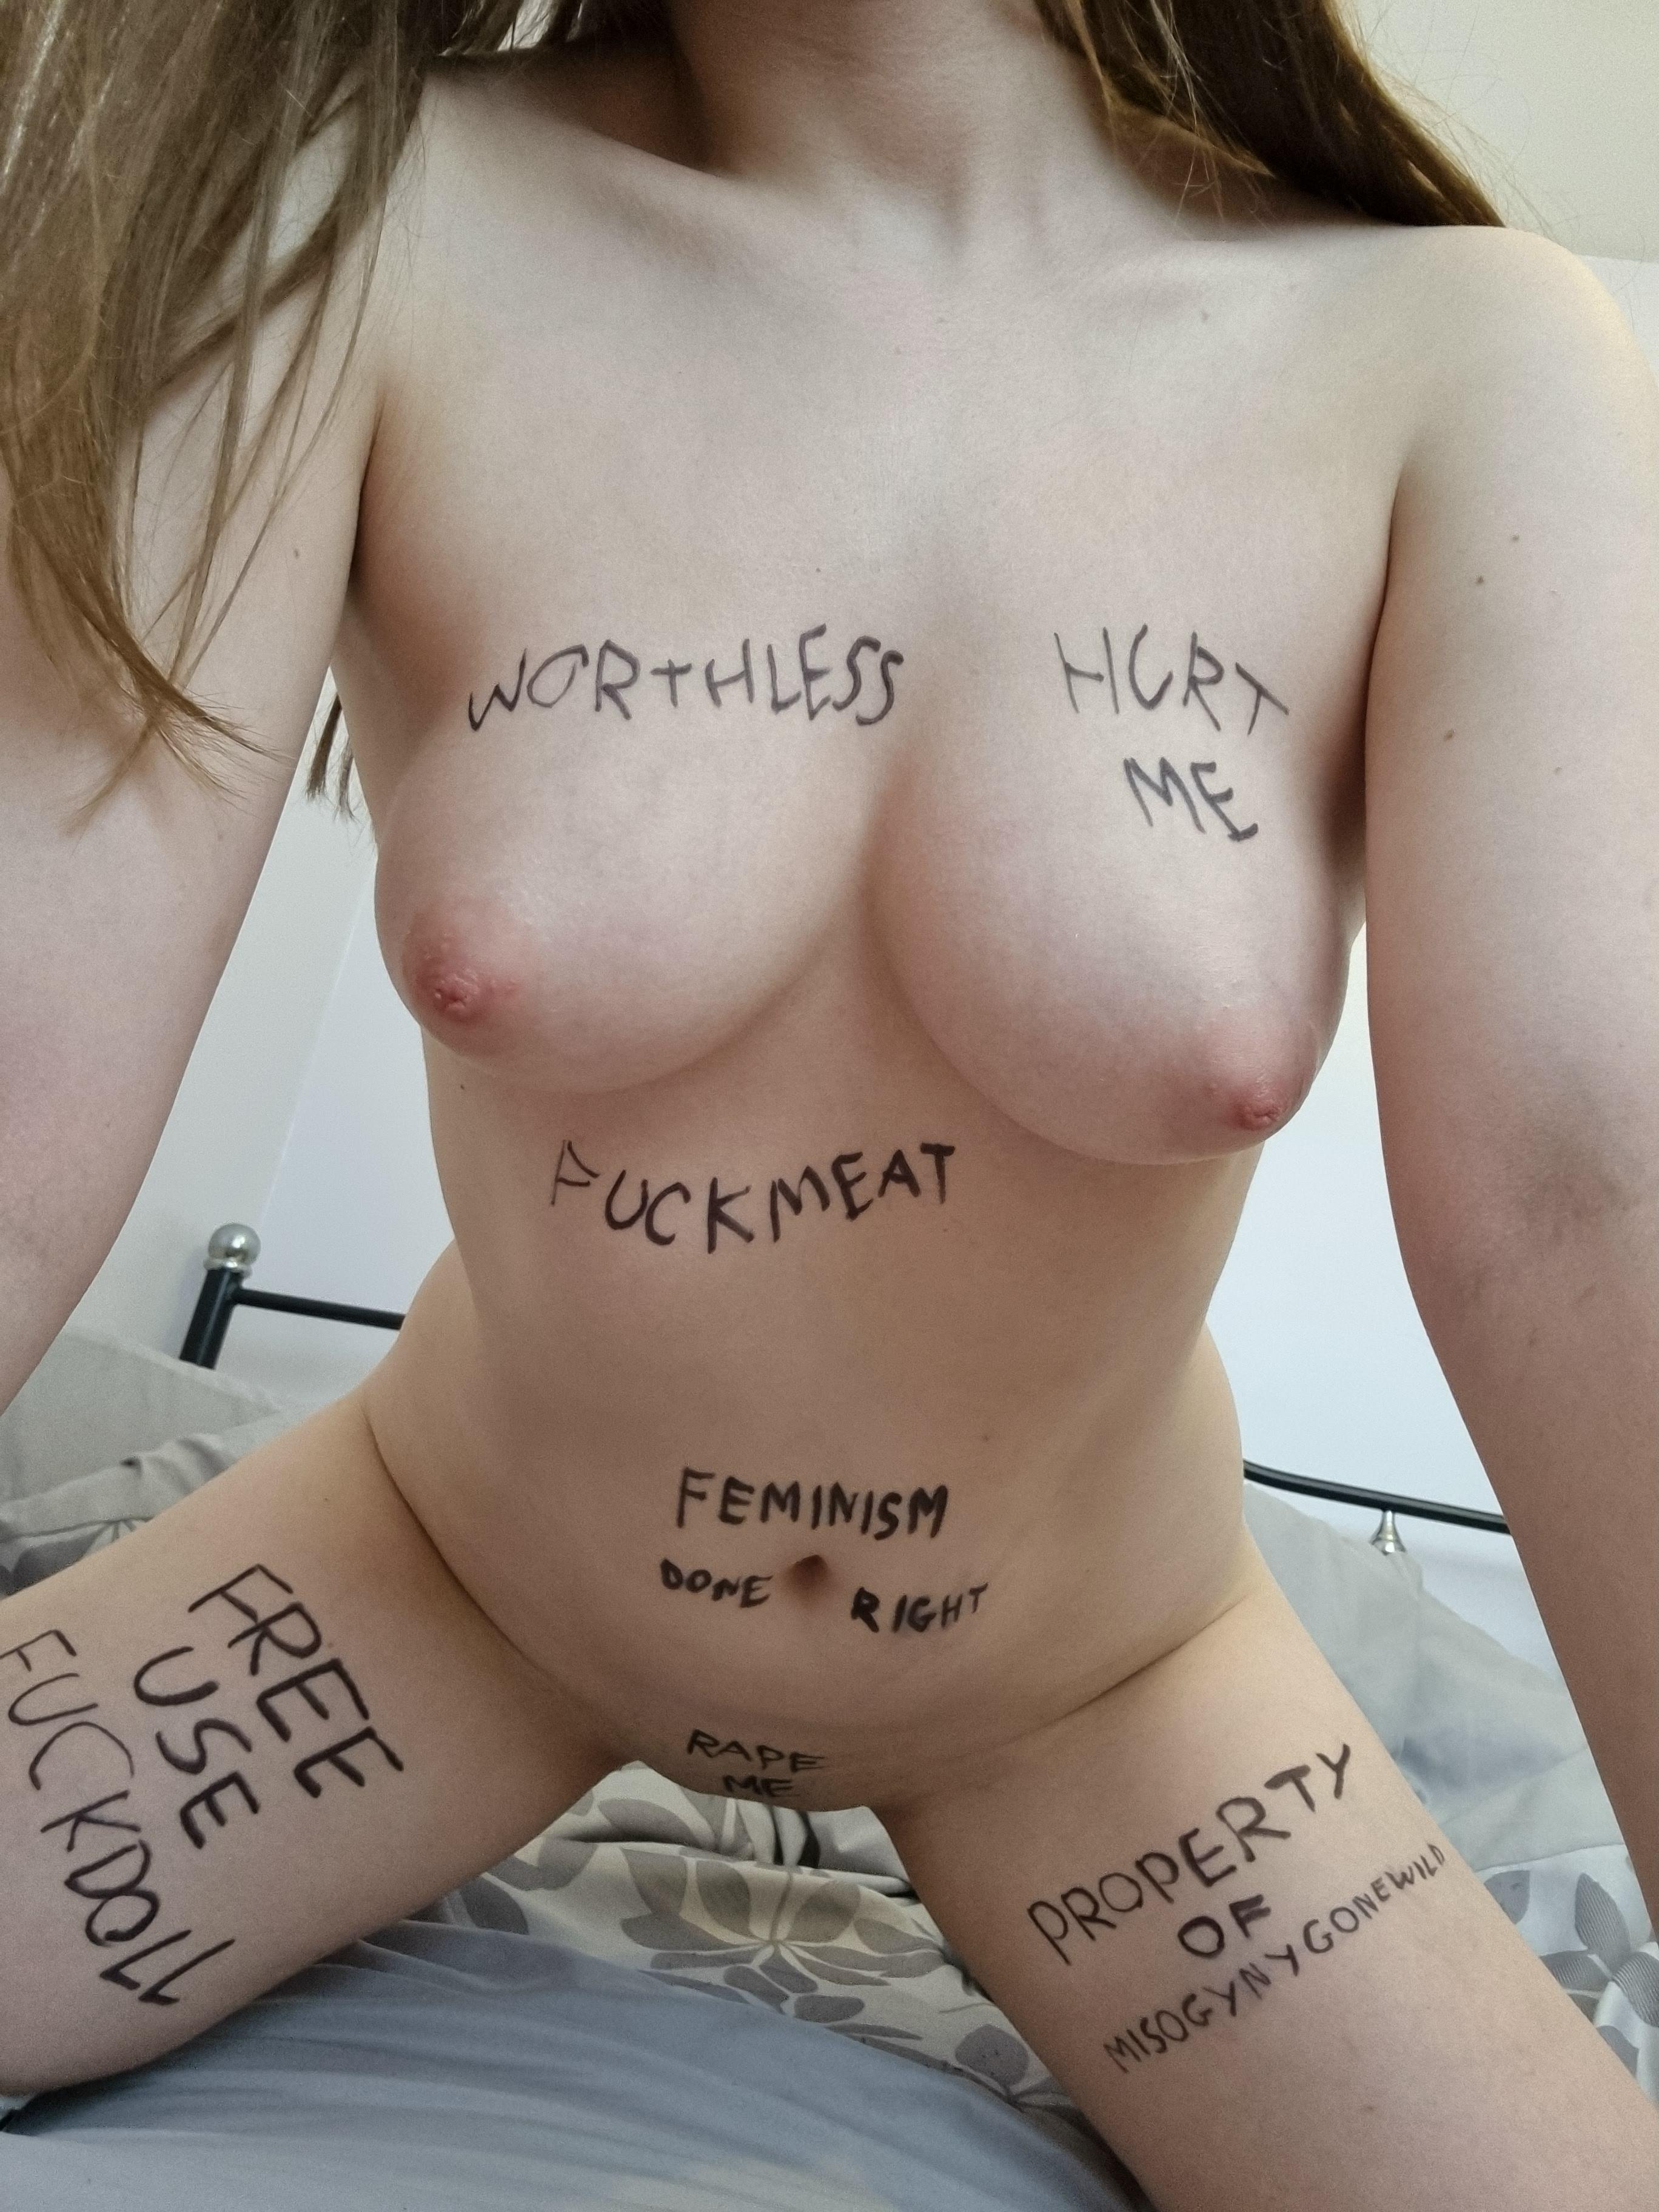 WORTHLESS
HURT
ME
FUCKMEAT
FEMINISM
DONE RIGHT
RAPE
ME
FREE
USE
FUCKDOLL
PROPERTY
OF
MISOGYNYGONEWILD